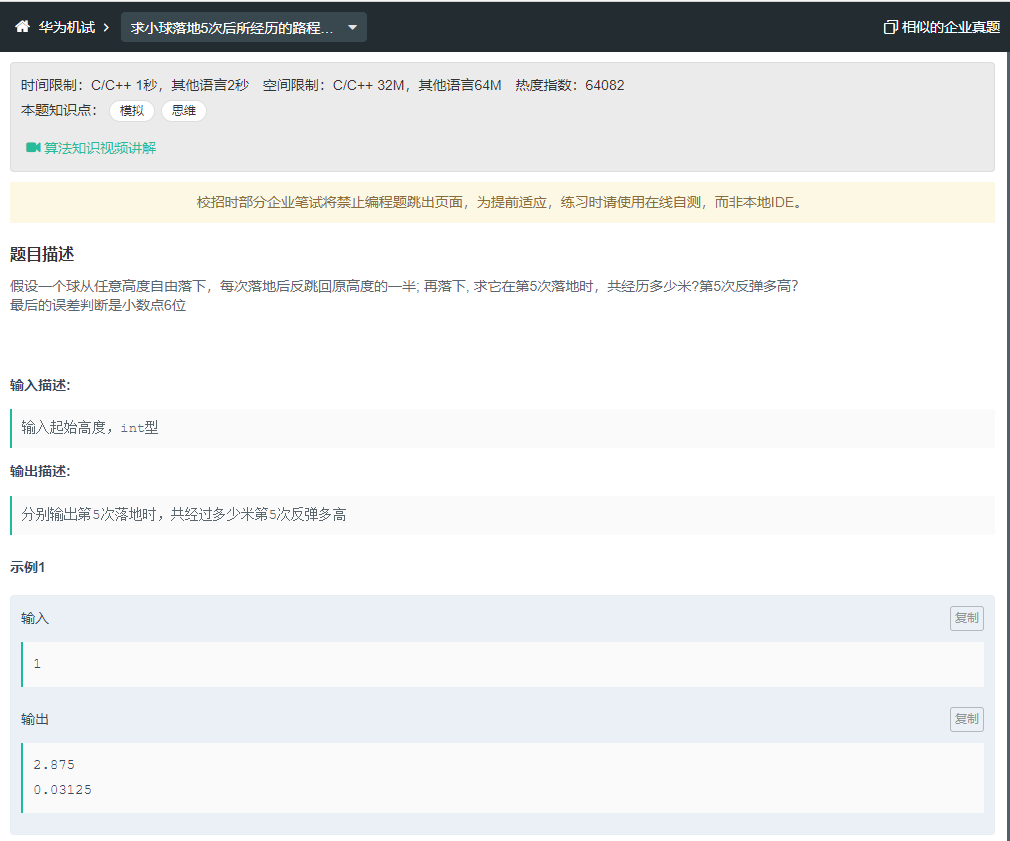 华为机试 求小球落地5次后所经历的路程... 相似的企业真题
时间限制：C/C++ 1秒，其他语言2秒 空间限制：C/C++ 32M，其他语言64M 热度指数：64082
本题知识点： 模拟 思维
算法知识视频讲解
校招时部分企业笔试将禁止编程题跳出页面，为提前适应，练习时请使用在线自测，而非本地IDE。
题目描述
假设一个球从任意高度自由落下，每次落地后反跳回原高度的一半; 再落下, 求它在第5次落地时，共经历多少米?第5次反弹多高?
最后的误差判断是小数点6位
输入描述:
输入起始高度，int型
输出描述:
分别输出第5次落地时，共经过多少米第5次反弹多高
示例1
输入 复制
1
输出 复制
2.875
0.03125